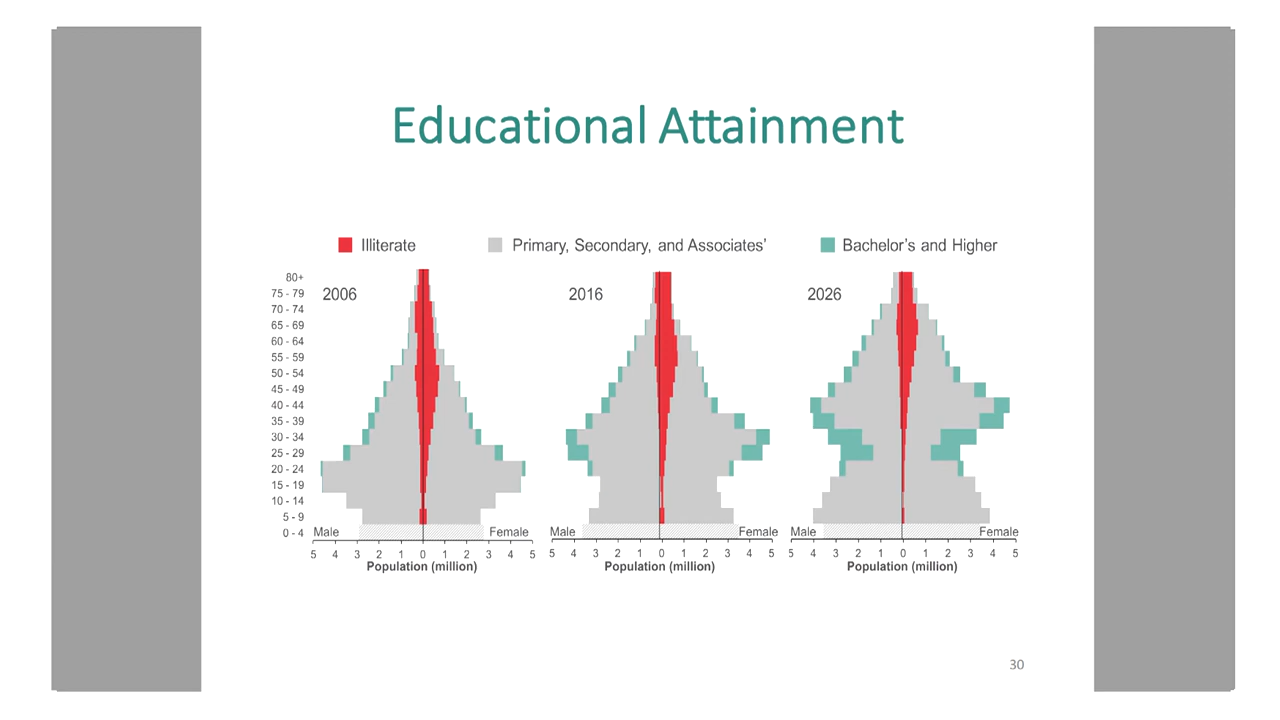 Educational Attainment
Illiterate Primary, Secondary, and Associates’ Bachelor’s and Higher
2006 2016 2026
80+
75 - 79
70 - 74
65 - 69
60 - 64
55 - 59
50 - 54
45 - 49
40 - 44
35 - 39
30 - 34
25 - 29
20 - 24
15 - 19
10 - 14
5 - 9
0 - 4
Male Female Male Female Male Female
5 4 3 2 1 0 1 2 3 4 5 5 4 3 2 1 0 1 2 3 4 5 5 4 3 2 1 0 1 2 3 4 5
Population (million) Population (million) Population (million)
30